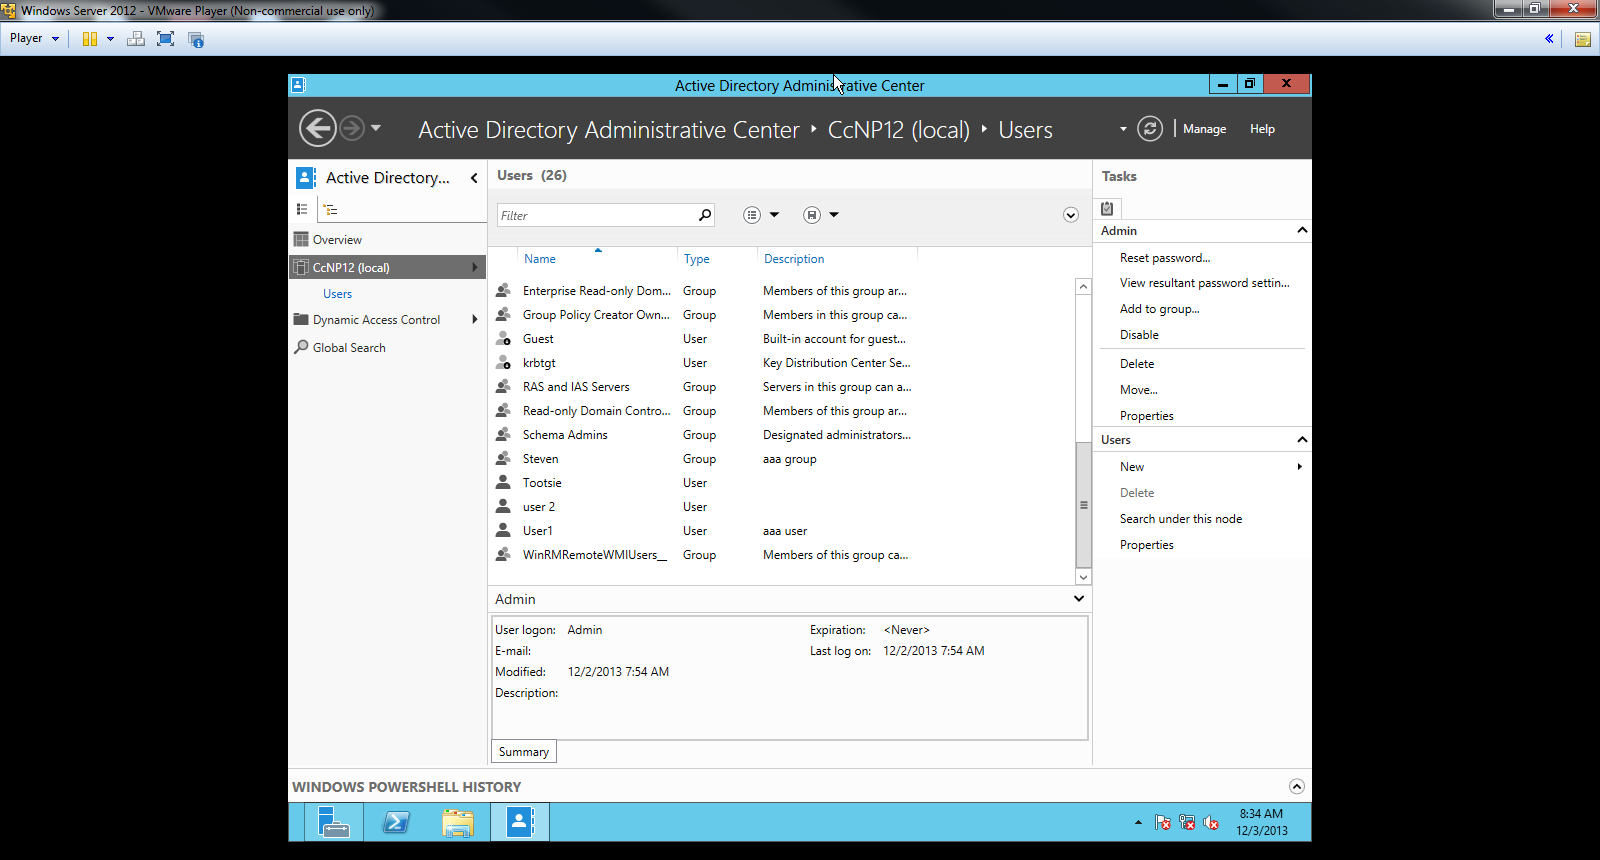 Windows Server 2012 - VMware Player (Non-commercial use only)
Player
Active Directory Administrative Center
Active Directory Administrative Center CcNP12 (local) Users
Manage Help
Active Directory...
Overview
CcNP12 (local)
Users
Dynamic Access Control
Global Search
Users (26)
Filter
Name Type Description
Enterprise Read-only Dom... Group Members of this group ar...
Group Policy Creator Own... Group Members in this group ca...
Guest User Built-in account for guest...
krbtgt User Key Distribution Center Se...
RAS and IAS Servers Group Servers in this group can a...
Read-only Domain Contro... Group Members of this group ar...
Schema Admins Group Designated administrators...
Steven Group aaa group
Tootsie User
user 2 User
User1 User aaa user
WinRMRemoteWMIUsers__ Group Members of this group ca...
Admin
User logon: Admin Expiration: <Never>
E-mail: Last log on: 12/2/2013 7:54 AM
Modified: 12/2/2013 7:54 AM
Description:
Summary
Tasks
Admin
Reset password...
View resultant password settin...
Add to group...
Disable
Delete
Move...
Properties
Users
New
Delete
Search under this node
Properties
WINDOWS POWERSHELL HISTORY
8:34 AM
12/3/2013